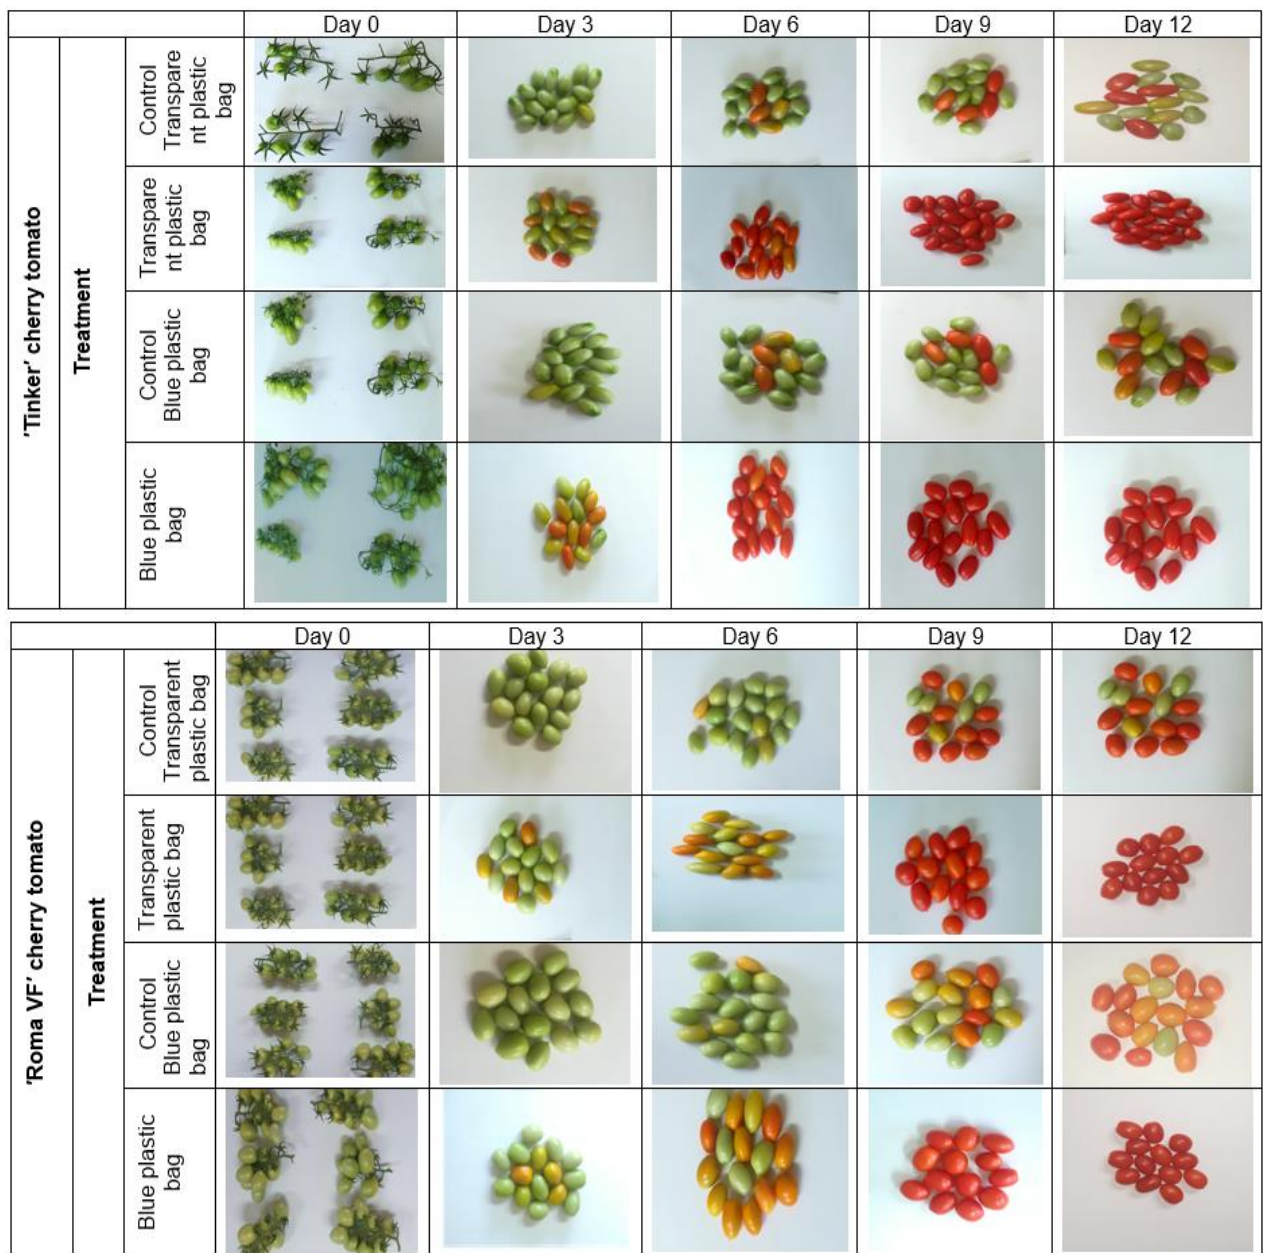 Day 0 Day 3 Day 6 Day 9 Day 12
'Tinker' cherry tomato
Treatment
Control
Transpare
nt plastic
bag
Transpare
nt plastic
bag
Control
Blue plastic
bag
Blue plastic
bag
Day 0 Day 3 Day 6 Day 9 Day 12
'Roma VF' cherry tomato
Treatment
Control
Transparent
plastic bag
Transparent
plastic bag
Control
Blue plastic
bag
Blue plastic
bag